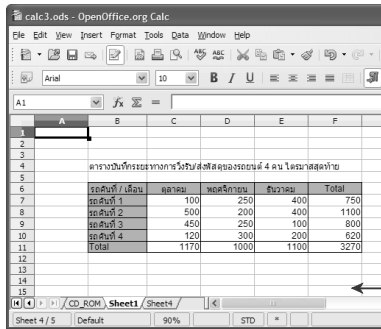 calc3.ods - OpenOffice.org Calc
File Edit View Insert Format Tools Data Window Help
Arial 10 B I U
A1 fx Σ =
A B C D E F
1
2
3
4 ตารางบันทึกระยะทางการวิ่งรับ/ส่งพัสดุของรถยนต์ 4 คน ไตรมาสสุดท้าย
5
6 รถคันที่ / เดือน ตุลาคม พฤศจิกายน ธันวาคม Total
7 รถคันที่ 1 100 250 400 750
8 รถคันที่ 2 500 200 400 1100
9 รถคันที่ 3 450 250 100 800
10 รถคันที่ 4 120 300 200 620
11 Total 1170 1000 1100 3270
12
13
14
15
CD_ROM Sheet1 Sheet4
Sheet 4 / 5 Default 90% STD *